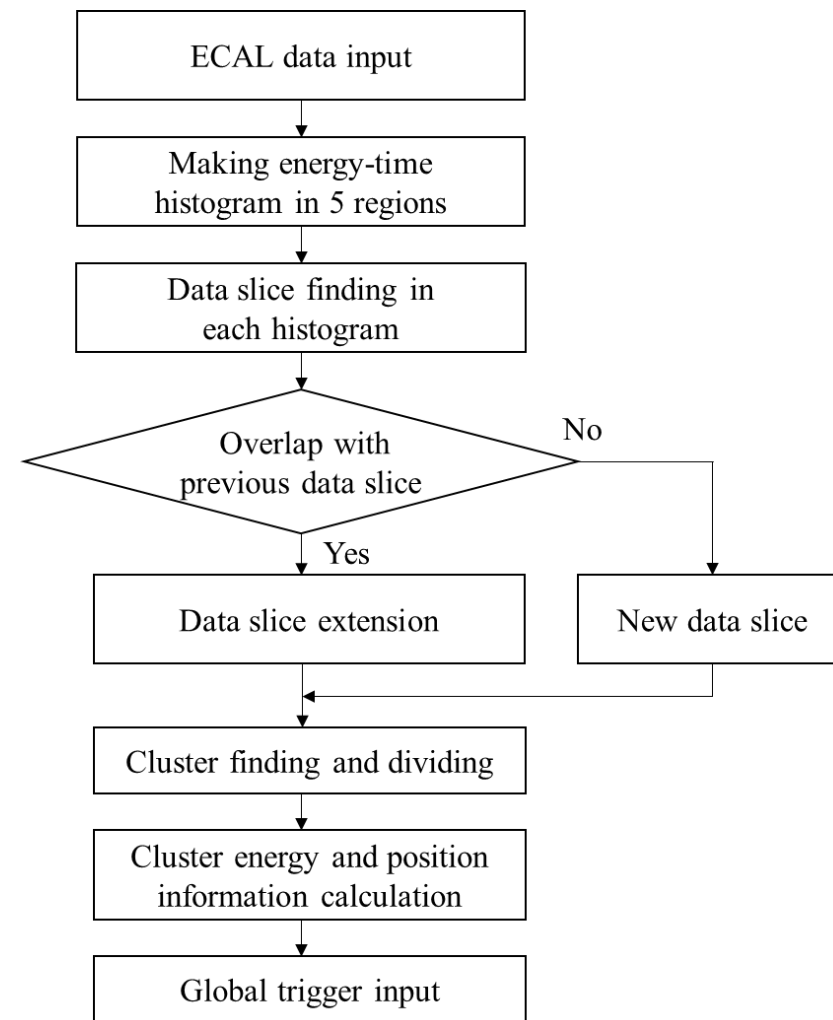 ECAL data input
Making energy-time
histogram in 5 regions
Data slice finding in
each histogram
Overlap with
previous data slice
No
Yes
Data slice extension
New data slice
Cluster finding and dividing
Cluster energy and position
information calculation
Global trigger input